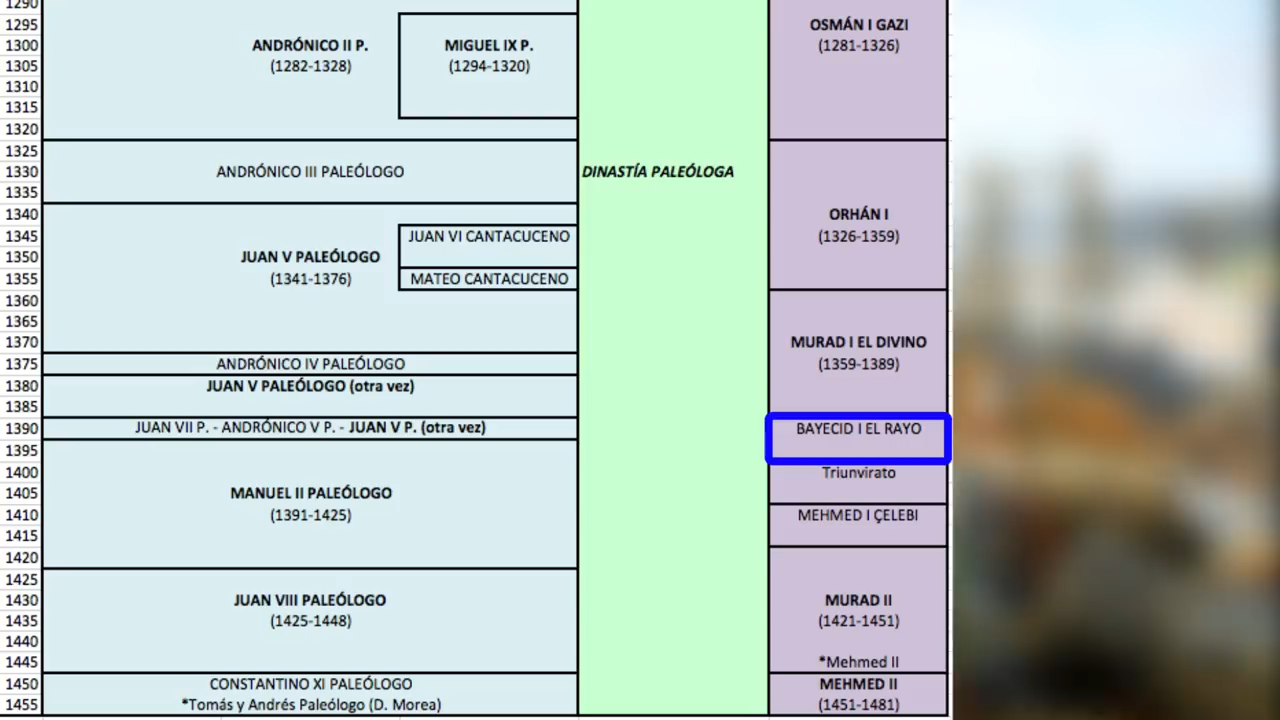 1290
1295
1300
1305
1310
1315
1320
1325
1330
1335
1340
1345
1350
1355
1360
1365
1370
1375
1380
1385
1390
1395
1400
1405
1410
1415
1420
1425
1430
1435
1440
1445
1450
1455
ANDRÓNICO II P.
(1282-1328)
MIGUEL IX P.
(1294-1320)
ANDRÓNICO III PALEÓLOGO
JUAN V PALEÓLOGO
(1341-1376)
JUAN VI CANTACUCENO
MATEO CANTACUCENO
ANDRÓNICO IV PALEÓLOGO
JUAN V PALEÓLOGO (otra vez)
JUAN VII P. - ANDRÓNICO V P. - JUAN V P. (otra vez)
MANUEL II PALEÓLOGO
(1391-1425)
JUAN VIII PALEÓLOGO
(1425-1448)
CONSTANTINO XI PALEÓLOGO
*Tomás y Andrés Paleólogo (D. Morea)
DINASTÍA PALEÓLOGA
OSMÁN I GAZI
(1281-1326)
ORHÁN I
(1326-1359)
MURAD I EL DIVINO
(1359-1389)
BAYECID I EL RAYO
Triunvirato
MEHMED I ÇELEBI
MURAD II
(1421-1451)
*Mehmed II
MEHMED II
(1451-1481)